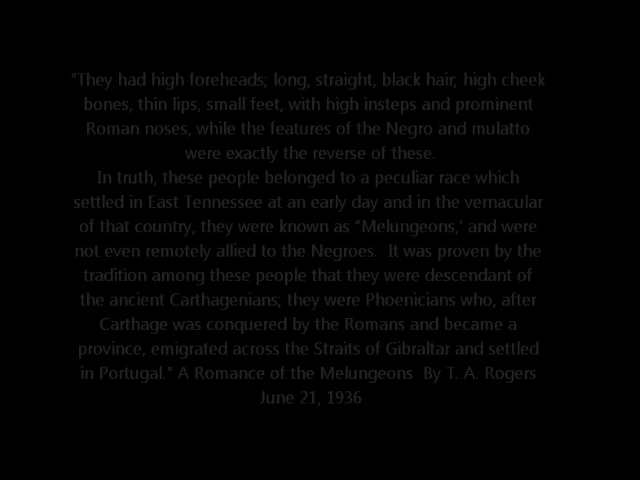 "They had high foreheads; long, straight, black hair, high cheek
bones, thin lips, small feet, with high insteps and prominent
Roman noses, while the features of the Negro and mulatto
were exactly the reverse of these.
In truth, these people belonged to a peculiar race which
settled in East Tennessee at an early day and in the vernacular
of that country, they were known as “Melungeons,’ and were
not even remotely allied to the Negroes.  It was proven by the
tradition among these people that they were descendant of
the ancient Carthagenians; they were Phoenicians who, after
Carthage was conquered by the Romans and became a
province, emigrated across the Straits of Gibraltar and settled
in Portugal." A Romance of the Melungeons  By T. A. Rogers
June 21, 1936